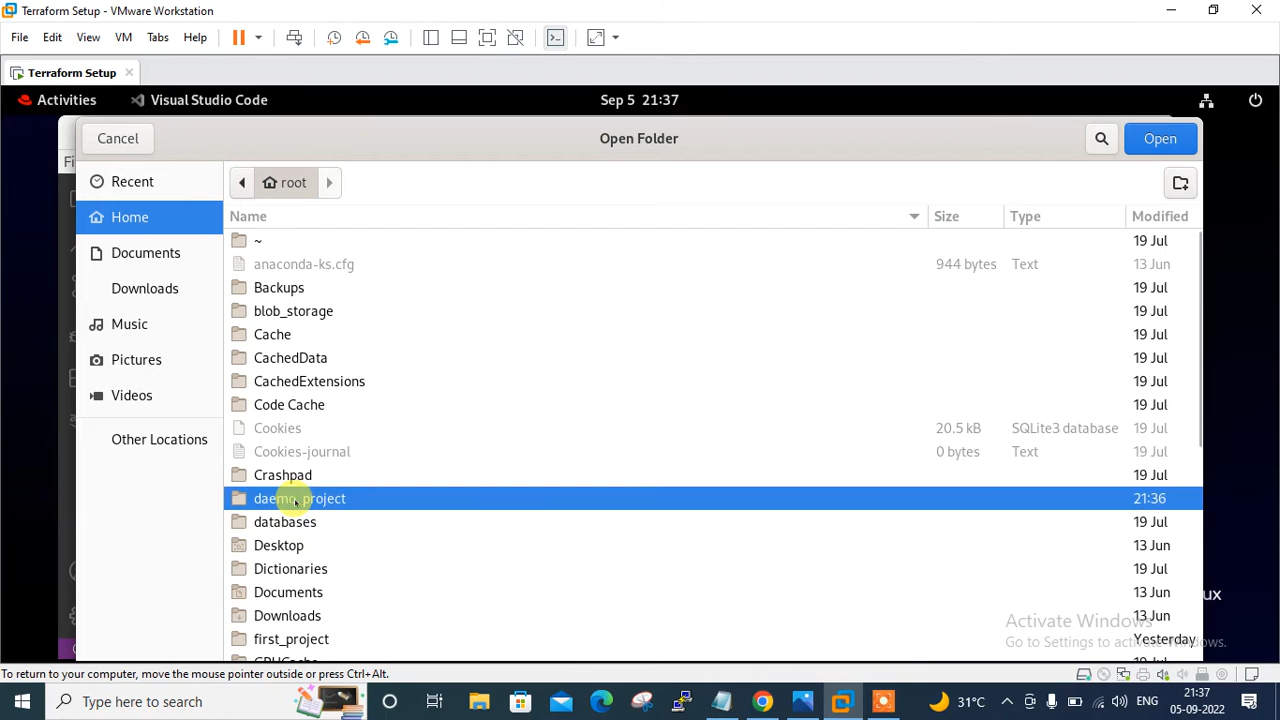 Terraform Setup - VMware Workstation
File Edit View VM Tabs Help
Terraform Setup
Activities Visual Studio Code Sep 5 21:37
Cancel Open Folder Open
Fi
Recent root
Home Name Size Type Modified
~ 19 Jul
Documents anaconda-ks.cfg 944 bytes Text 13 Jun
Downloads Backups 19 Jul
blob_storage 19 Jul
Music Cache 19 Jul
Pictures CachedData 19 Jul
CachedExtensions 19 Jul
Videos Code Cache 19 Jul
Other Locations Cookies 20.5 kB SQLite3 database 19 Jul
Cookies-journal 0 bytes Text 19 Jul
Crashpad 19 Jul
daemo_project 21:36
databases 19 Jul
Desktop 13 Jun
Dictionaries 19 Jul
Documents 13 Jun
ux
Downloads 13 Jun
Activate Windows
first_project Yesterday
Go to Settings to activate Windows.
GPUCache 19 Jul
To return to your computer, move the mouse pointer outside or press Ctrl+Alt.
Type here to search 31°C ENG 21:37
05-09-2022